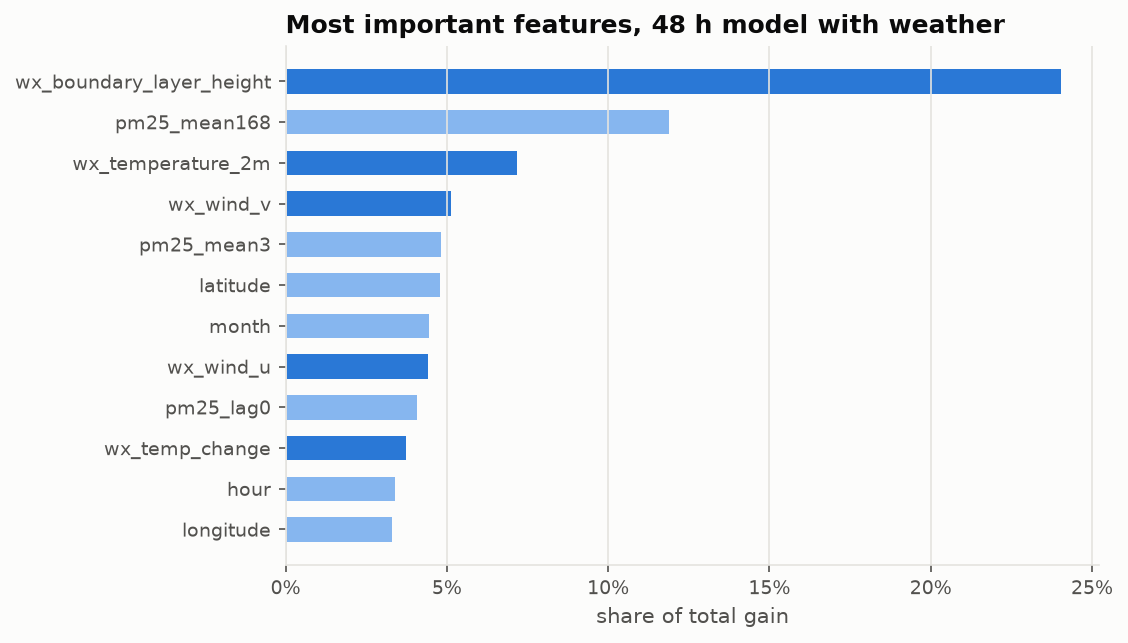 Most important features, 48 h model with weather
wx_boundary_layer_height
pm25_mean168
wx_temperature_2m
wx_wind_v
pm25_mean3
latitude
month
wx_wind_u
pm25_lag0
wx_temp_change
hour
longitude
0% 5% 10% 15% 20% 25%
share of total gain